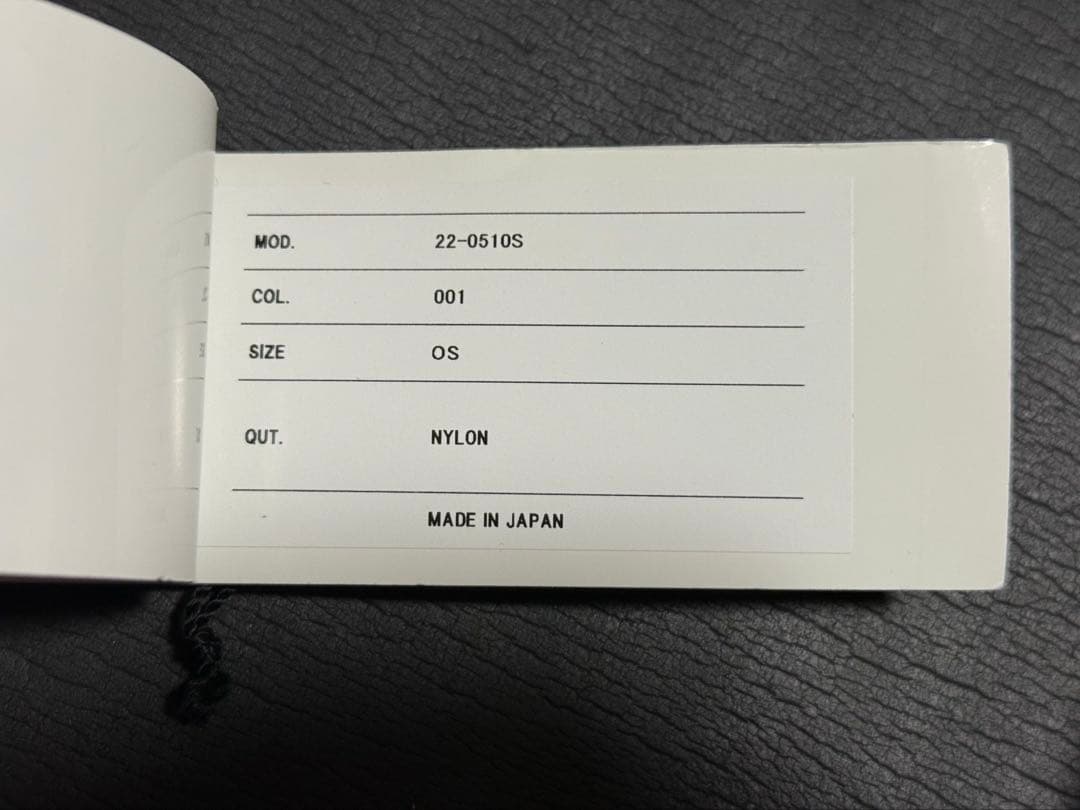 MOD. 22-0510S
COL. 001
SIZE OS
QUT. NYLON
MADE IN JAPAN